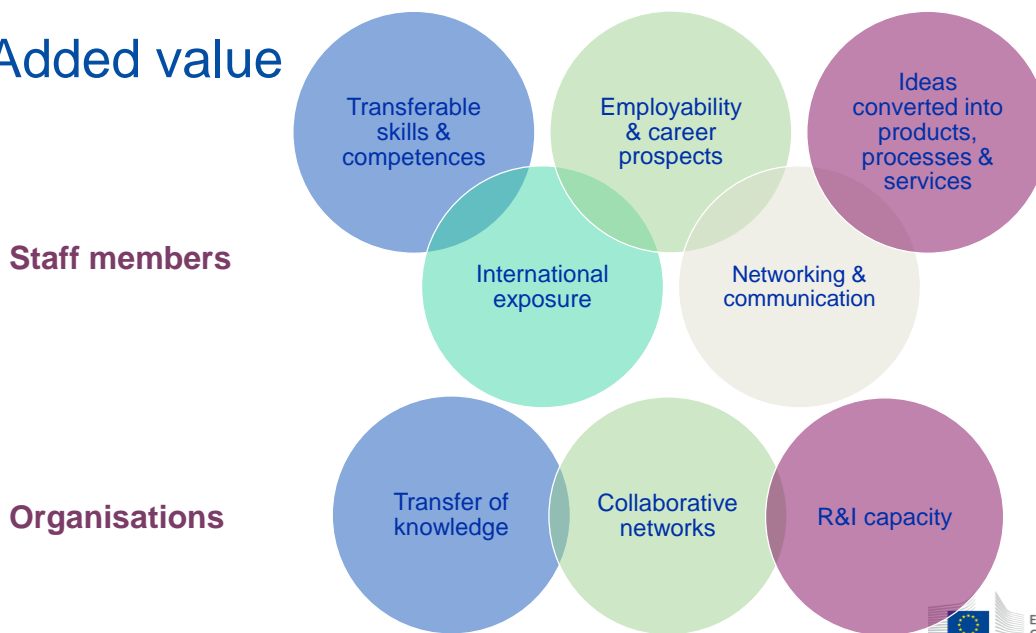 Added value
Transferable
skills &
competences
Employability
& career
prospects
Ideas
converted into
products,
processes &
services
Staff members
International
exposure
Networking &
communication
Organisations
Transfer of
knowledge
Collaborative
networks
R&I capacity